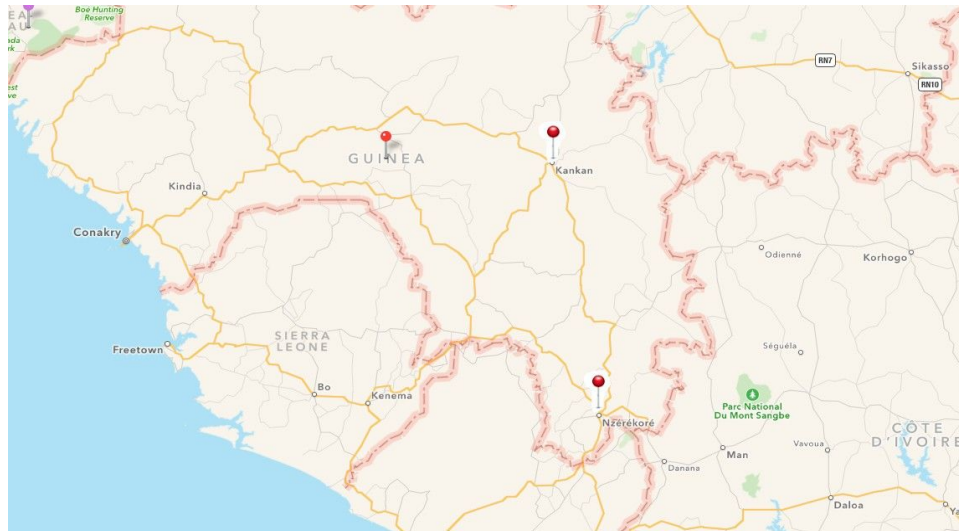 Boé Hunting
Reserve
RN7
Sikasso
RN10
GUINEA
Kankan
Kindia
Conakry
Odienné
Korhogo
SIERRA
LEONE
Freetown
Séguéla
Bo
Kenema
Parc National
Du Mont Sangbe
Nzérékoré
CÔTE
D'IVOIRE
Vavoua
Man
Danana
Daloa